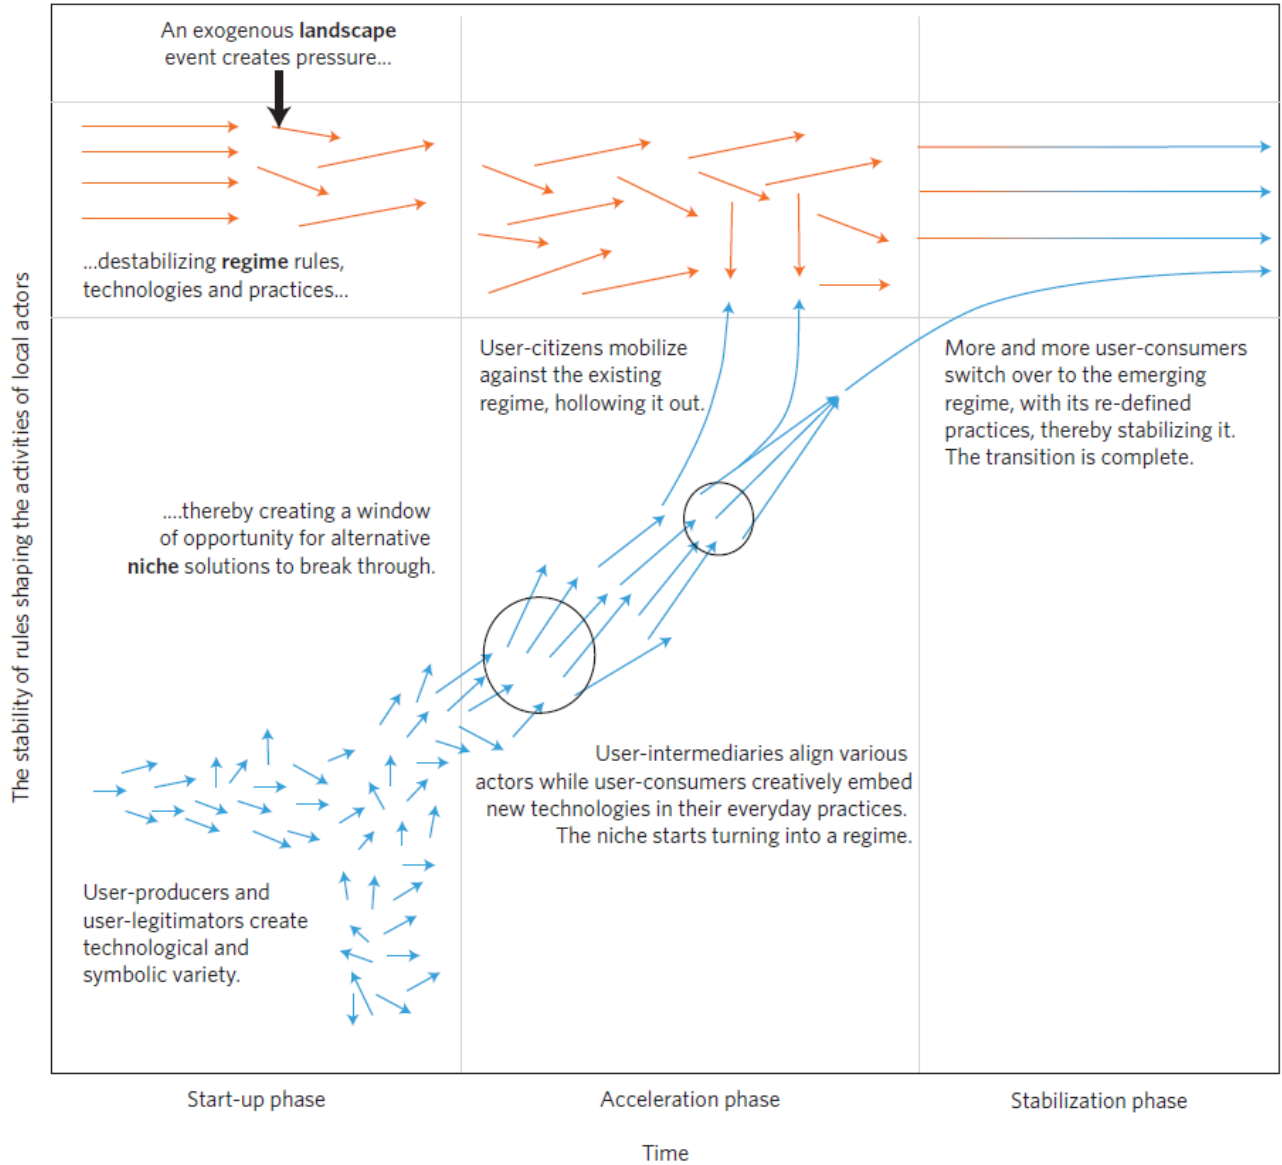 An exogenous landscape
event creates pressure...
...destabilizing regime rules,
technologies and practices...
....thereby creating a window
of opportunity for alternative
niche solutions to break through.
User-producers and
user-legitimators create
technological and
symbolic variety.
User-citizens mobilize
against the existing
regime, hollowing it out.
User-intermediaries align various
actors while user-consumers creatively embed
new technologies in their everyday practices.
The niche starts turning into a regime.
More and more user-consumers
switch over to the emerging
regime, with its re-defined
practices, thereby stabilizing it.
The transition is complete.
The stability of rules shaping the activities of local actors
Start-up phase
Acceleration phase
Stabilization phase
Time